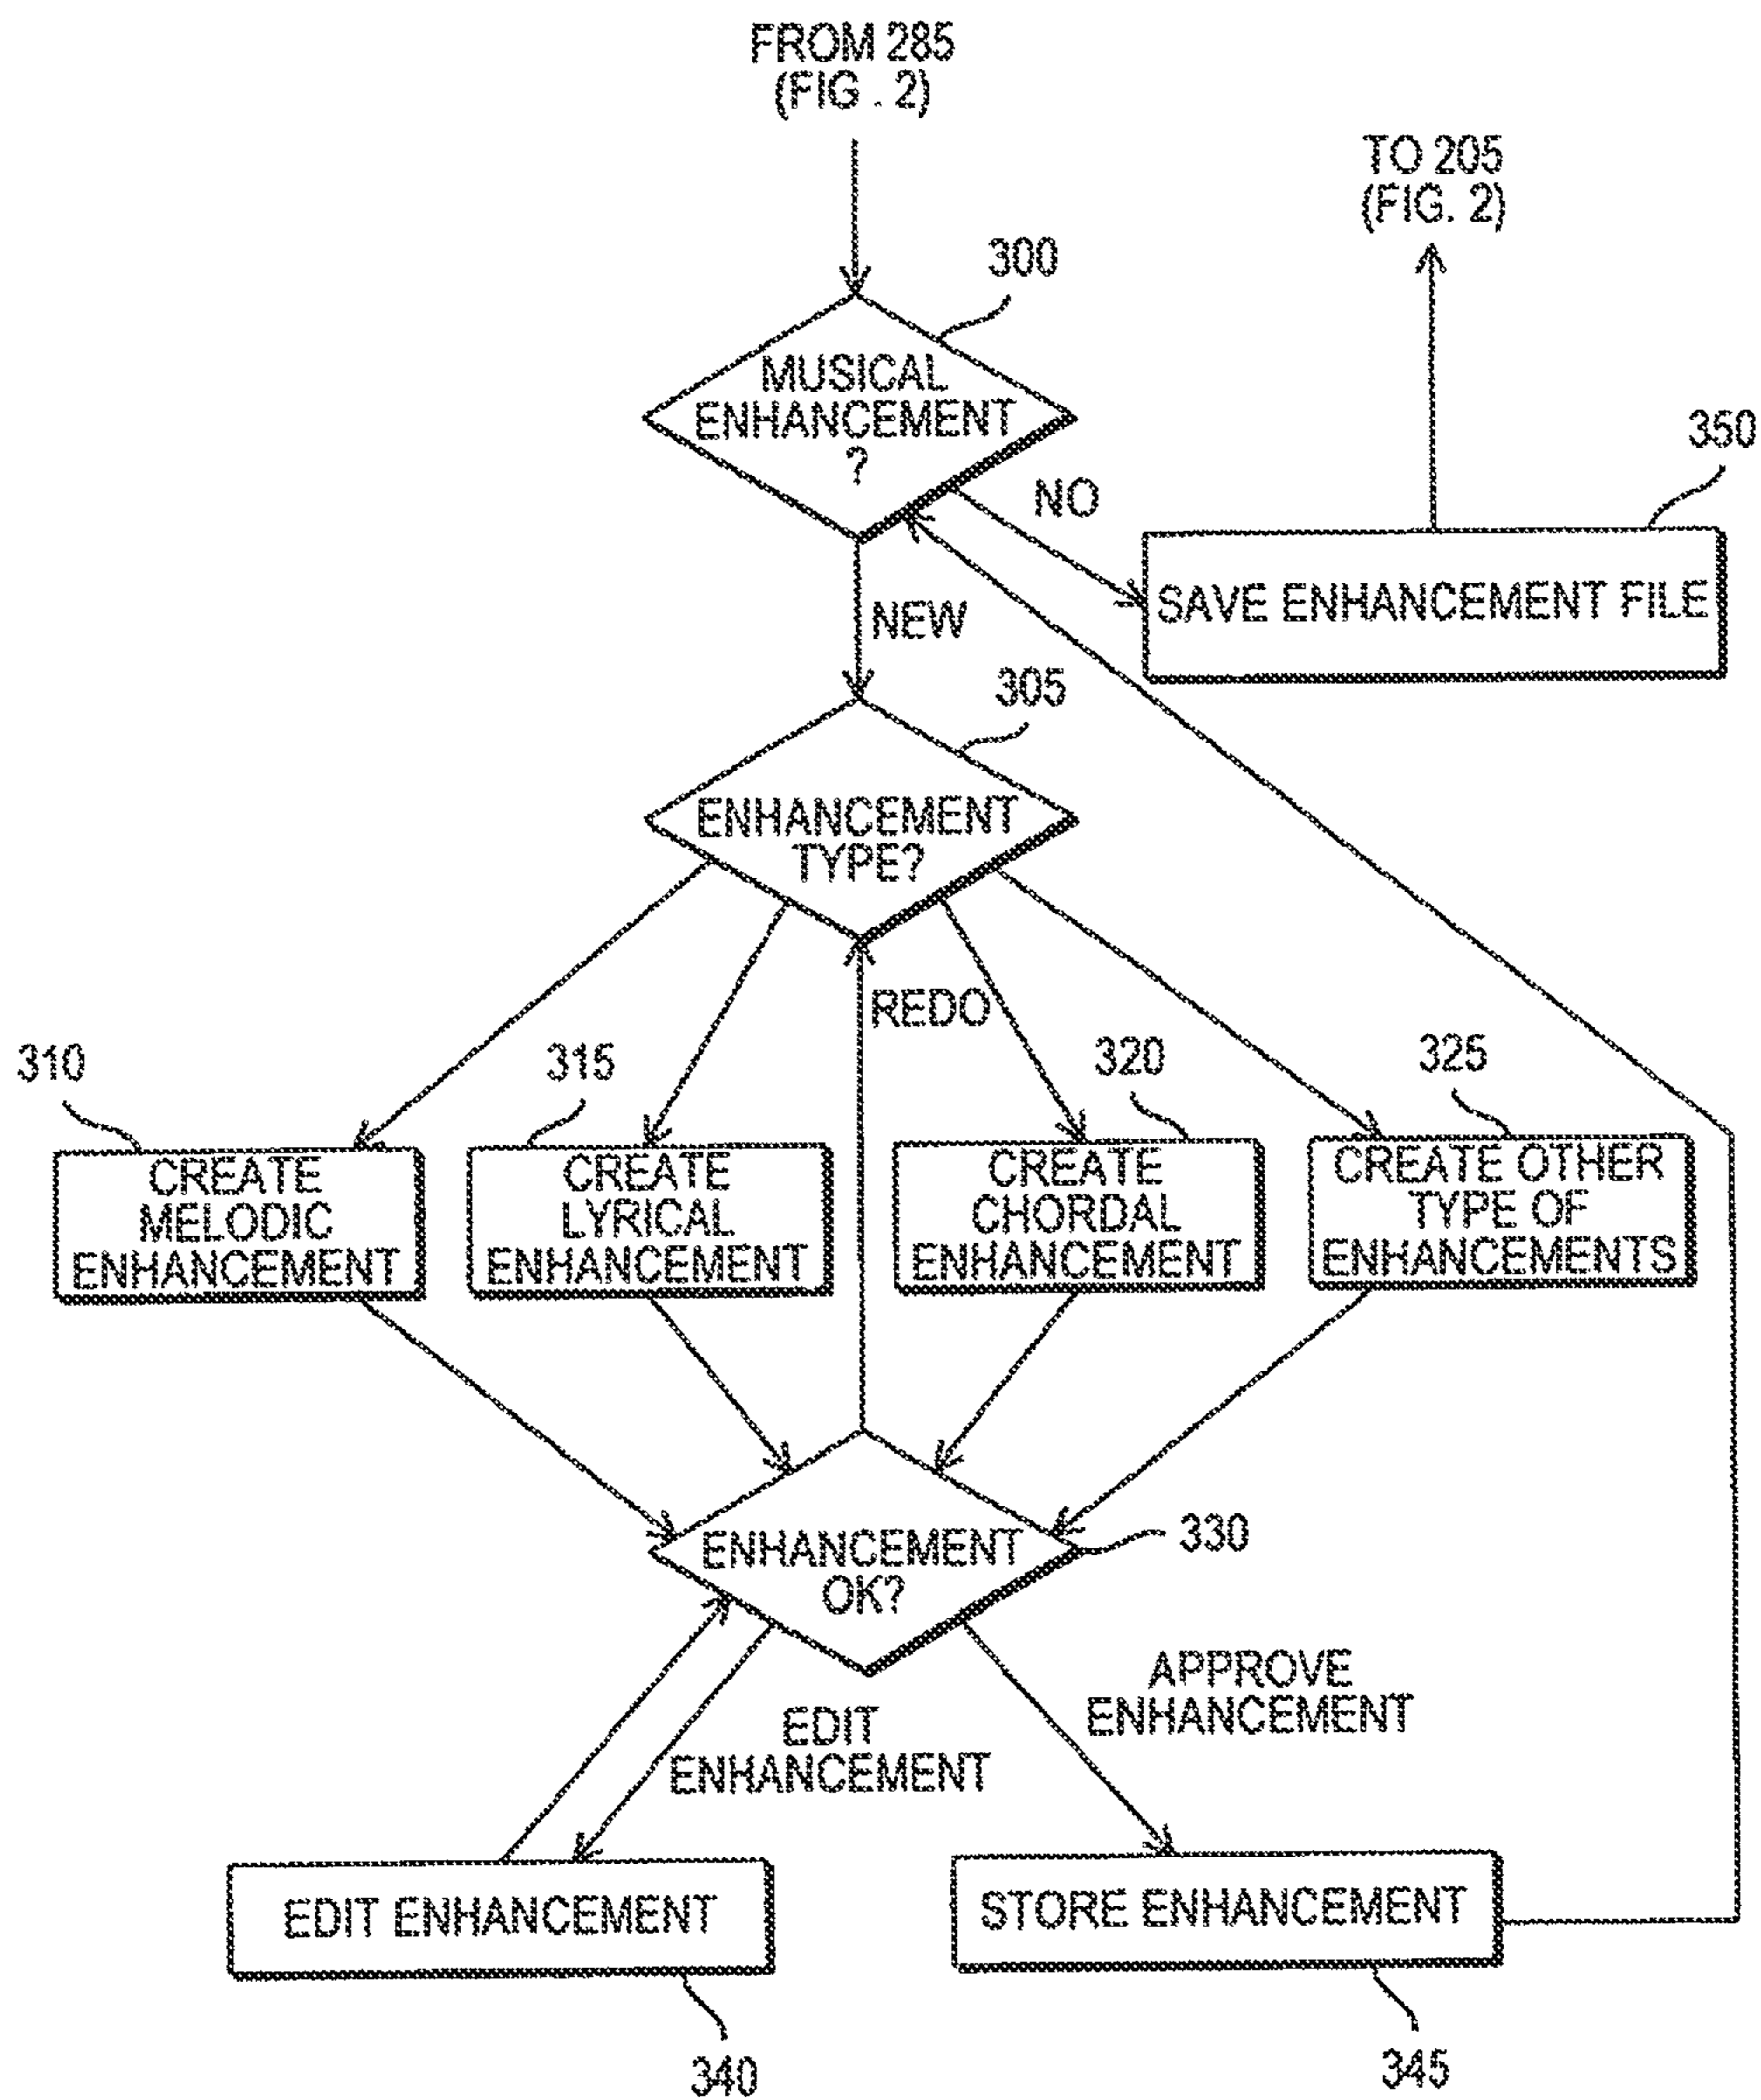 FROM 285
(FIG . 2)
TO 205
(FIG. 2)
300
MUSICAL
ENHANCEMENT
?
350
NO
SAVE ENHANCEMENT FILE
NEW
305
ENHANCEMENT
TYPE?
REDO
310
315
320
325
CREATE
MELODIC
ENHANCEMENT
CREATE
LYRICAL
ENHANCEMENT
CREATE
CHORDAL
ENHANCEMENT
CREATE OTHER
TYPE OF
ENHANCEMENTS
ENHANCEMENT
OK?
330
EDIT
ENHANCEMENT
APPROVE
ENHANCEMENT
EDIT ENHANCEMENT
STORE ENHANCEMENT
340
345